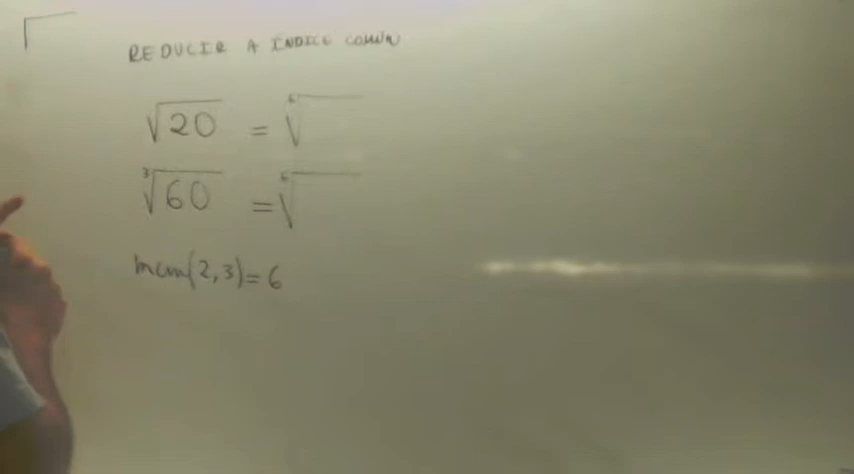 REDUCIR A INDICE COMUN
√20 = ⁶√
³√60 = ⁶√
mcm(2,3)=6